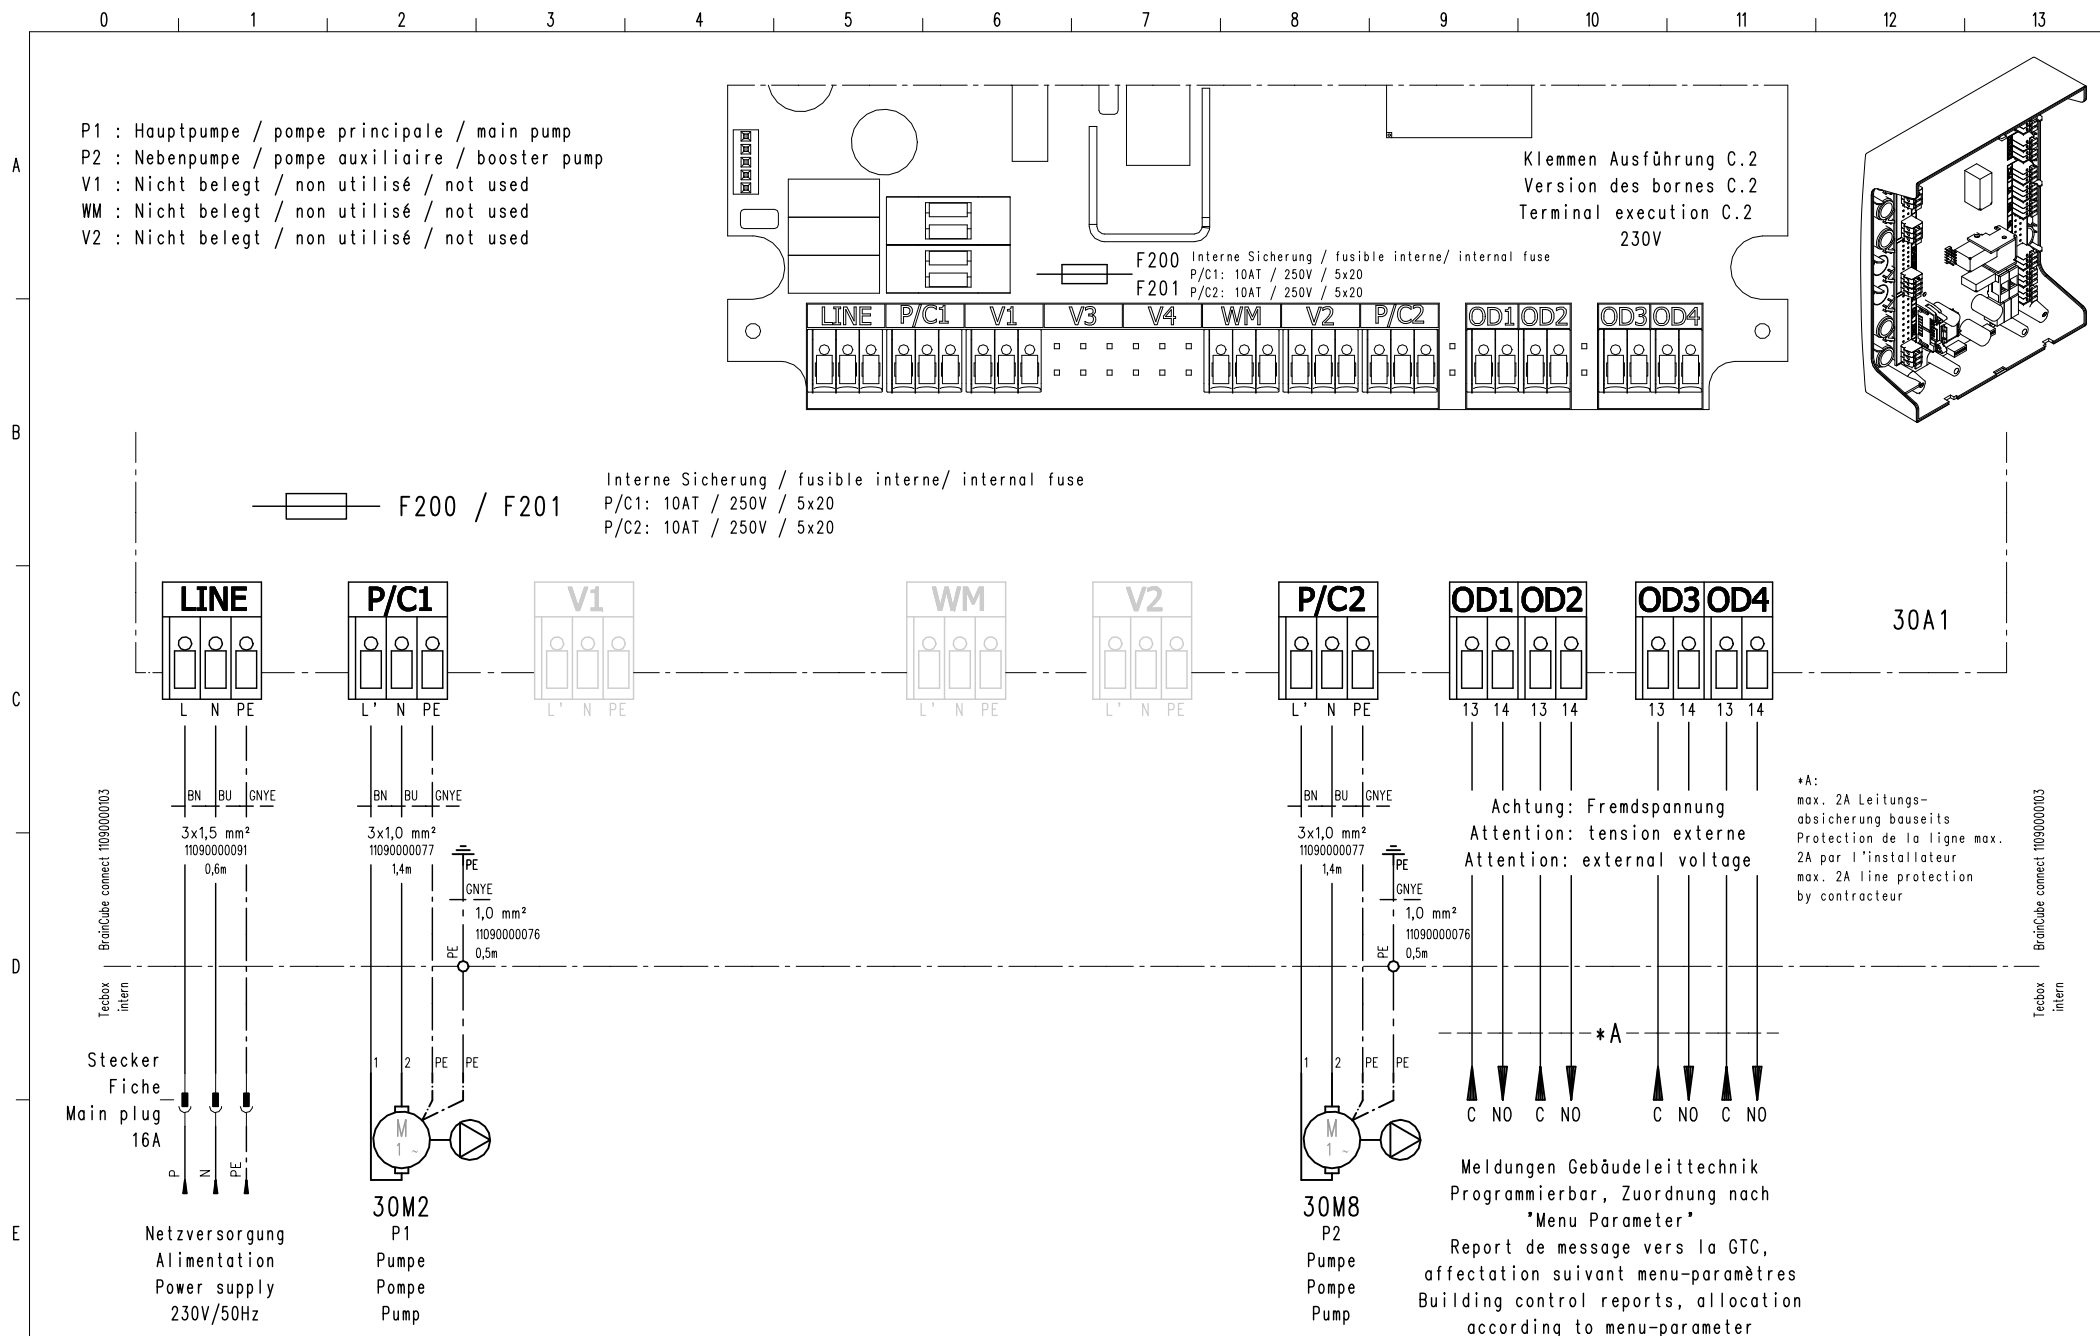 0 1 2 3 4 5 6 7 8 9 10 11 12 13
A
B
C
D
E
P1 : Hauptpumpe / pompe principale / main pump
P2 : Nebenpumpe / pompe auxiliaire / booster pump
V1 : Nicht belegt / non utilisé / not used
WM : Nicht belegt / non utilisé / not used
V2 : Nicht belegt / non utilisé / not used
Klemmen Ausführung C.2
Version des bornes C.2
Terminal execution C.2
230V
F200 Interne Sicherung / fusible interne/ internal fuse
P/C1: 10AT / 250V / 5x20
F201 P/C2: 10AT / 250V / 5x20
LINE P/C1 V1 V3 V4 WM V2 P/C2 OD1 OD2 OD3 OD4
F200 / F201
Interne Sicherung / fusible interne/ internal fuse
P/C1: 10AT / 250V / 5x20
P/C2: 10AT / 250V / 5x20
LINE P/C1 V1 WM V2 P/C2 OD1 OD2 OD3 OD4
30A1
L N PE L' N PE L' N PE L' N PE L' N PE L' N PE 13 14 13 14 13 14 13 14
BN BU GNYE
3x1,5 mm²
11090000091
0,6m
BN BU GNYE
3x1,0 mm²
11090000077
1,4m
PE
GNYE
1,0 mm²
11090000076
0,5m
PE
BN BU GNYE
3x1,0 mm²
11090000077
1,4m
PE
GNYE
1,0 mm²
11090000076
0,5m
PE
Achtung: Fremdspannung
Attention: tension externe
Attention: external voltage
*A:
max. 2A Leitungs-
absicherung bauseits
Protection de la ligne max.
2A par l'installateur
max. 2A line protection
by contracteur
BrainCube connect 11090000103
Tecbox
intern
BrainCube connect 11090000103
Tecbox
intern
*A
Stecker
Fiche
Main plug
16A
P N PE
Netzversorgung
Alimentation
Power supply
230V/50Hz
1 2 PE PE
M
1 ~
30M2
P1
Pumpe
Pompe
Pump
1 2 PE PE
M
1 ~
30M8
P2
Pumpe
Pompe
Pump
C NO C NO C NO C NO
Meldungen Gebäudeleittechnik
Programmierbar, Zuordnung nach
'Menu Parameter'
Report de message vers la GTC,
affectation suivant menu-paramètres
Building control reports, allocation
according to menu-parameter